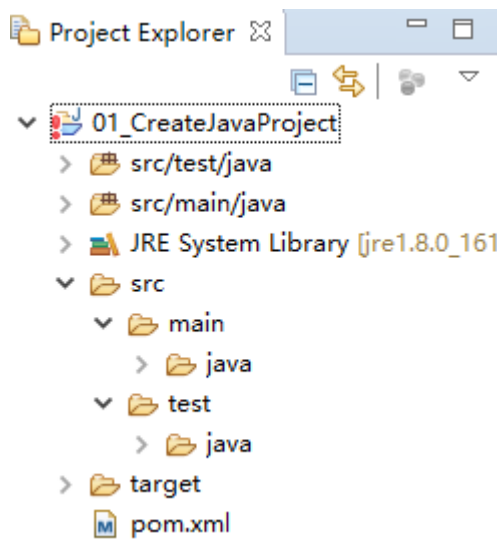 Project Explorer
01_CreateJavaProject
src/test/java
src/main/java
JRE System Library [jre1.8.0_161
src
main
java
test
java
target
pom.xml